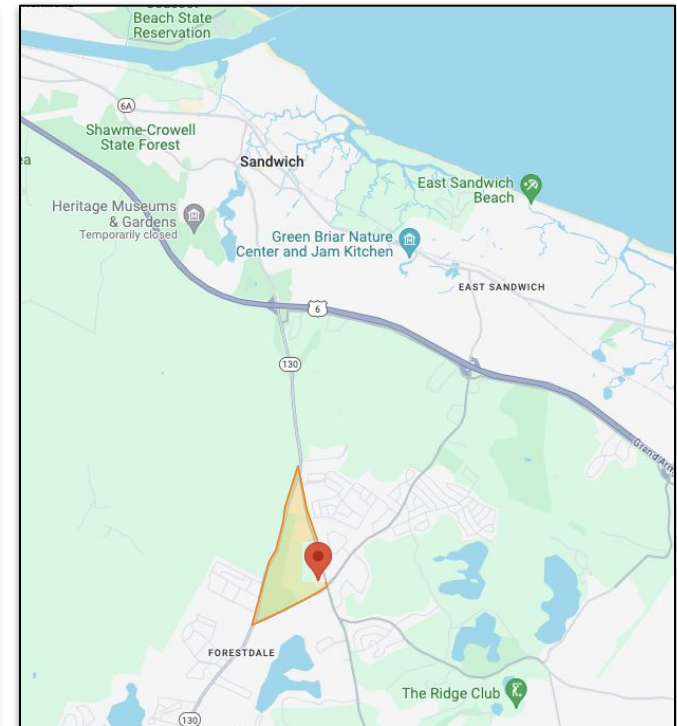 Beach State
Reservation
6A
Shawme-Crowell
State Forest
Sandwich
East Sandwich
Beach
Heritage Museums
& Gardens
Temporarily closed
Green Briar Nature
Center and Jam Kitchen
EAST SANDWICH
6
130
FORESTDALE
The Ridge Club
130